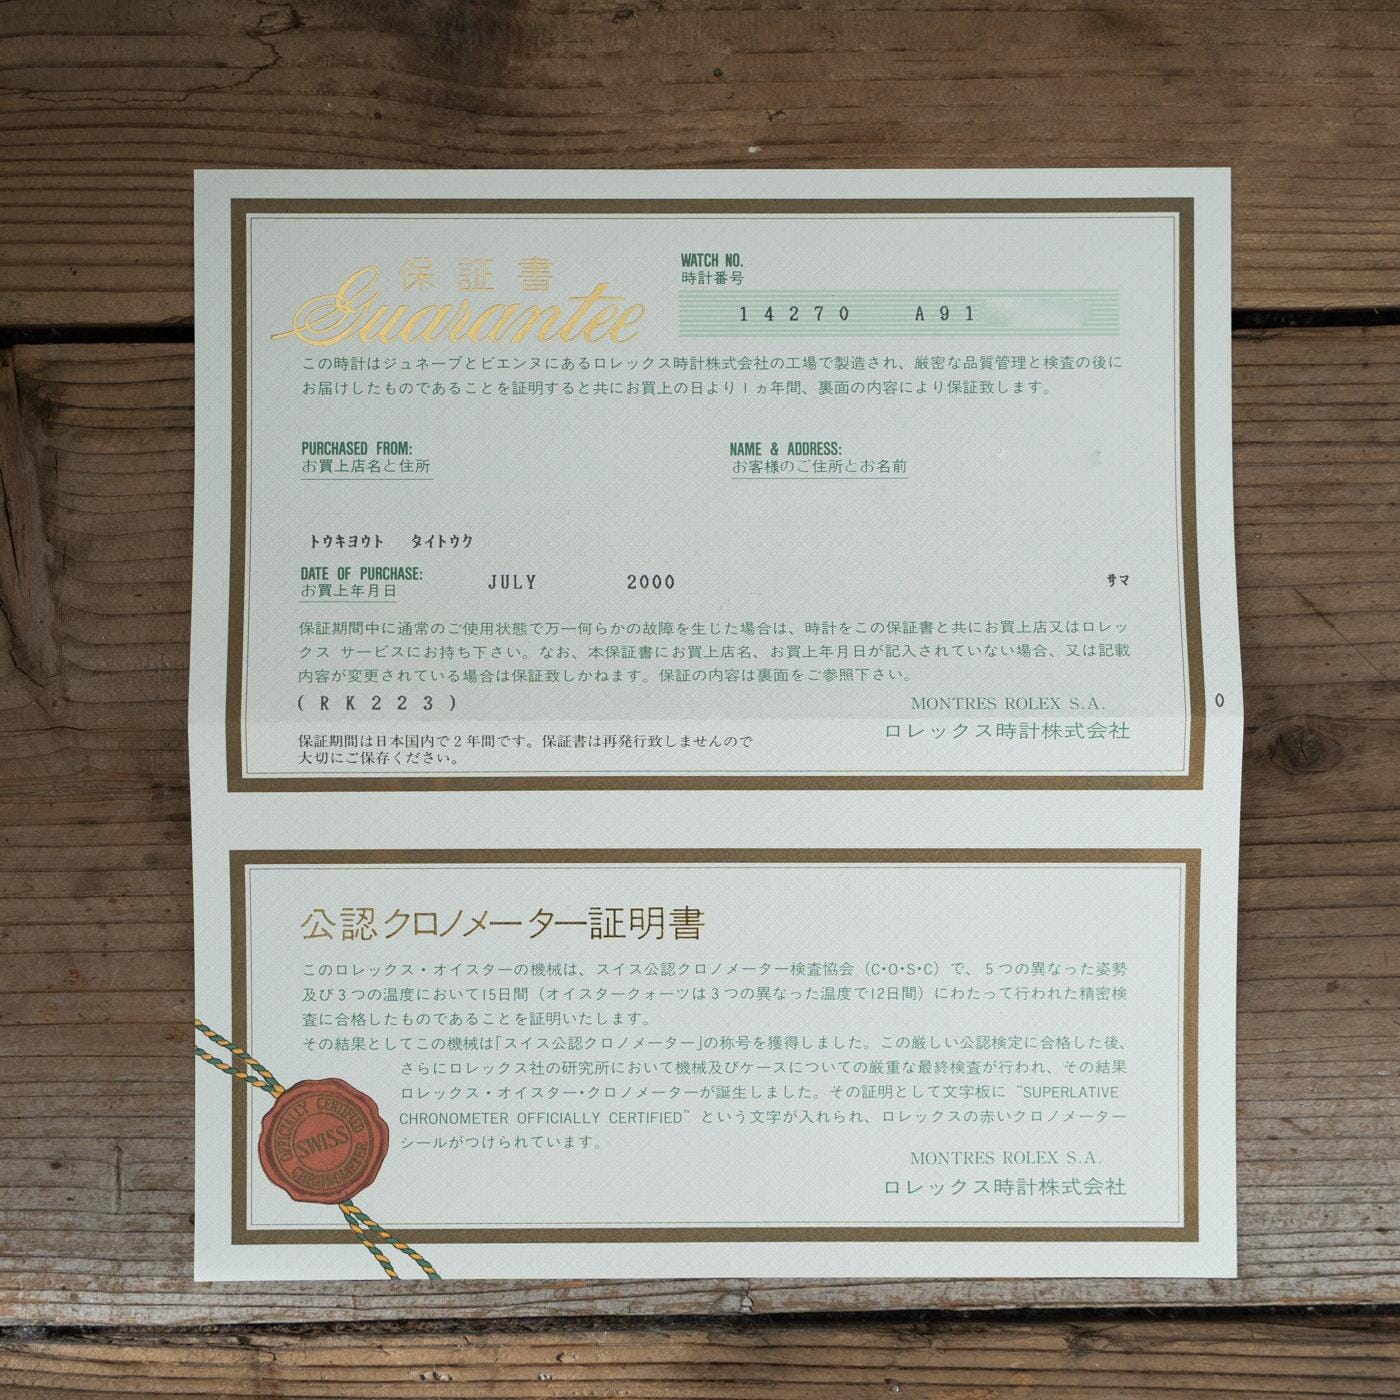 保証書
Guarantee
WATCH NO.
時計番号
14270 A91
この時計はジュネーブとビエンヌにあるロレックス時計株式会社の工場で製造され、厳密な品質管理と検査の後に
お届けしたものであることを証明すると共にお買上の日より1ヵ年間、裏面の内容により保証致します。
PURCHASED FROM:
お買上店名と住所
NAME & ADDRESS:
お客様のご住所とお名前
トウキヨウト タイトウク
DATE OF PURCHASE:
お買上年月日
JULY 2000
サマ
保証期間中に通常のご使用状態で万一何らかの故障を生じた場合は、時計をこの保証書と共にお買上店又はロレッ
クス サービスにお持ち下さい。なお、本保証書にお買上店名、お買上年月日が記入されていない場合、又は記載
内容が変更されている場合は保証致しかねます。保証の内容は裏面をご参照下さい。
(RK223)
MONTRES ROLEX S.A.
ロレックス時計株式会社
0
保証期間は日本国内で2年間です。保証書は再発行致しませんので
大切にご保存ください。
公認クロノメーター証明書
このロレックス・オイスターの機械は、スイス公認クロノメーター検査協会（C・O・S・C）で、5つの異なった姿勢
及び3つの温度において15日間（オイスタークォーツは3つの異なった温度で12日間）にわたって行われた精密検
査に合格したものであることを証明いたします。
その結果としてこの機械は「スイス公認クロノメーター」の称号を獲得しました。この厳しい公認検定に合格した後、
さらにロレックス社の研究所において機械及びケースについての厳重な最終検査が行われ、その結果
ロレックス・オイスター・クロノメーターが誕生しました。その証明として文字板に “SUPERLATIVE
CHRONOMETER OFFICIALLY CERTIFIED” という文字が入れられ、ロレックスの赤いクロノメーター
シールがつけられています。
OFFICIALLY CERTIFIED
SWISS
CHRONOMETER
MONTRES ROLEX S.A.
ロレックス時計株式会社